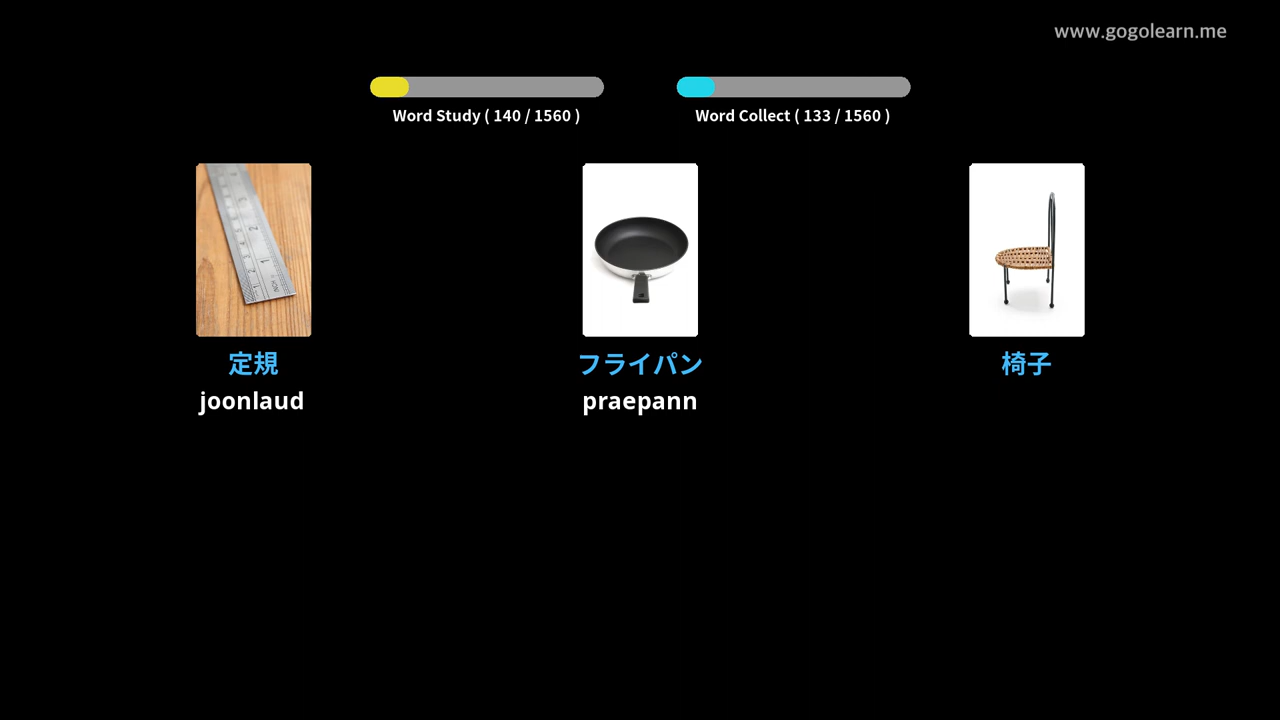 www.gogolearn.me
Word Study ( 140 / 1560 )
Word Collect ( 133 / 1560 )
定規
joonlaud
フライパン
praepann
椅子